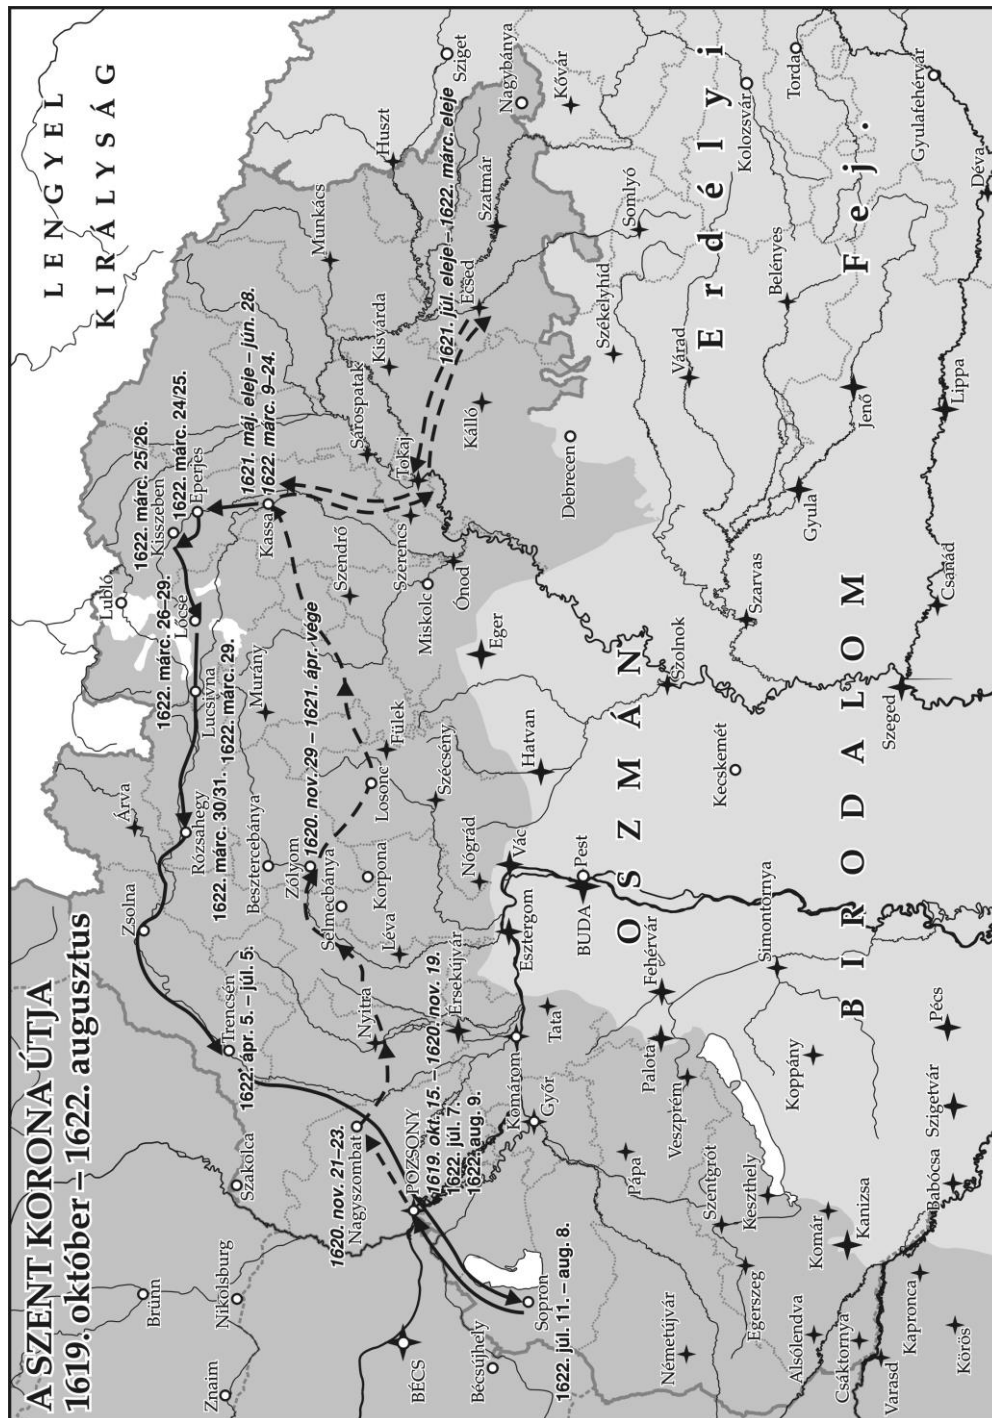 A SZENT KORONA ÚTJA
1619. október – 1622. augusztus
LENGYEL
KIRÁLYSÁG
Brünn
Znaim
Nikolsburg
Szakolca
Trencsén
1622. ápr. 5. – júl. 5.
Zsolna
Árva
Rózsahegy
1622. márc. 30/31.
Lucsivna
1622. márc. 29.
Lőcse
1622. márc. 26–29.
Lubló
Kisszeben
1622. márc. 25/26.
Eperjes
1622. márc. 24/25.
Kassa
1621. máj. eleje – jún. 28.
1622. márc. 9–24.
Besztercebánya
Zólyom
1620. nov. 29 – 1621. ápr. vége
Murány
Selmecbánya
Korpona
Losonc
Fülek
Szendrő
Szerencs
Sárospatak
Tokaj
Kisvárda
Munkács
Huszt
Sziget
Nagybánya
Kővár
Szatmár
Ecsed
1621. júl. eleje – 1622. márc. eleje
Kálló
Ónod
Miskolc
Eger
Szécsény
Nógrád
Léva
Nyitra
Érsekújvár
1620. nov. 21–23.
Nagyszombat
POZSONY
1619. okt. 15. – 1620. nov. 19.
1622. júl. 7.
1622. aug. 9.
BÉCS
Bécsújhely
Sopron
1622. júl. 11. – aug. 8.
Győr
Komárom
Tata
Esztergom
Vác
Hatvan
Pest
BUDA
Debrecen
Székelyhíd
Somlyó
Várad
Belényes
Kolozsvár
Torda
Gyulafehérvár
Déva
Erdélyi
Fej.
Jenő
Lippa
Gyula
Szarvas
Csanád
Szeged
Szolnok
Kecskemét
OSZMÁN
BIRODALOM
Fehérvár
Palota
Veszprém
Pápa
Simontornya
Koppány
Pécs
Szigetvár
Babócsa
Szentgrót
Keszthely
Komár
Kanizsa
Egerszeg
Németújvár
Alsólendva
Csáktornya
Varasd
Kapronca
Körös